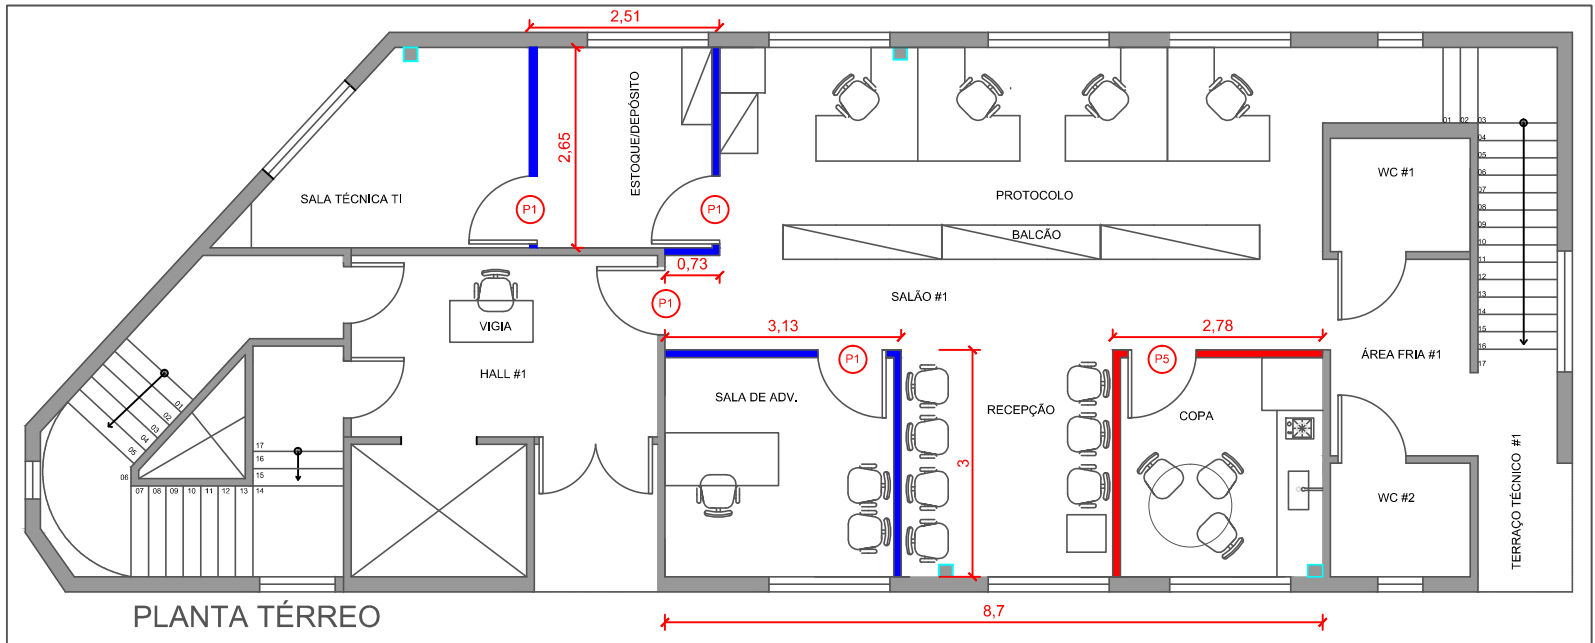 2,51
2,65
ESTOQUE/DEPÓSITO
SALA TÉCNICA TI
P1
P1
PROTOCOLO
BALCÃO
WC #1
01 02 03
04
05
06
07
08
09
10
11
12
13
14
15
16
17
0,73
P1
SALÃO #1
VIGIA
HALL #1
3,13
P1
2,78
P5
ÁREA FRIA #1
SALA DE ADV.
RECEPÇÃO
COPA
3
WC #2
TERRAÇO TÉCNICO #1
01
02
03
04
05
06
07 08 09 10 11 12 13 14
15
16
17
8,7
PLANTA TÉRREO